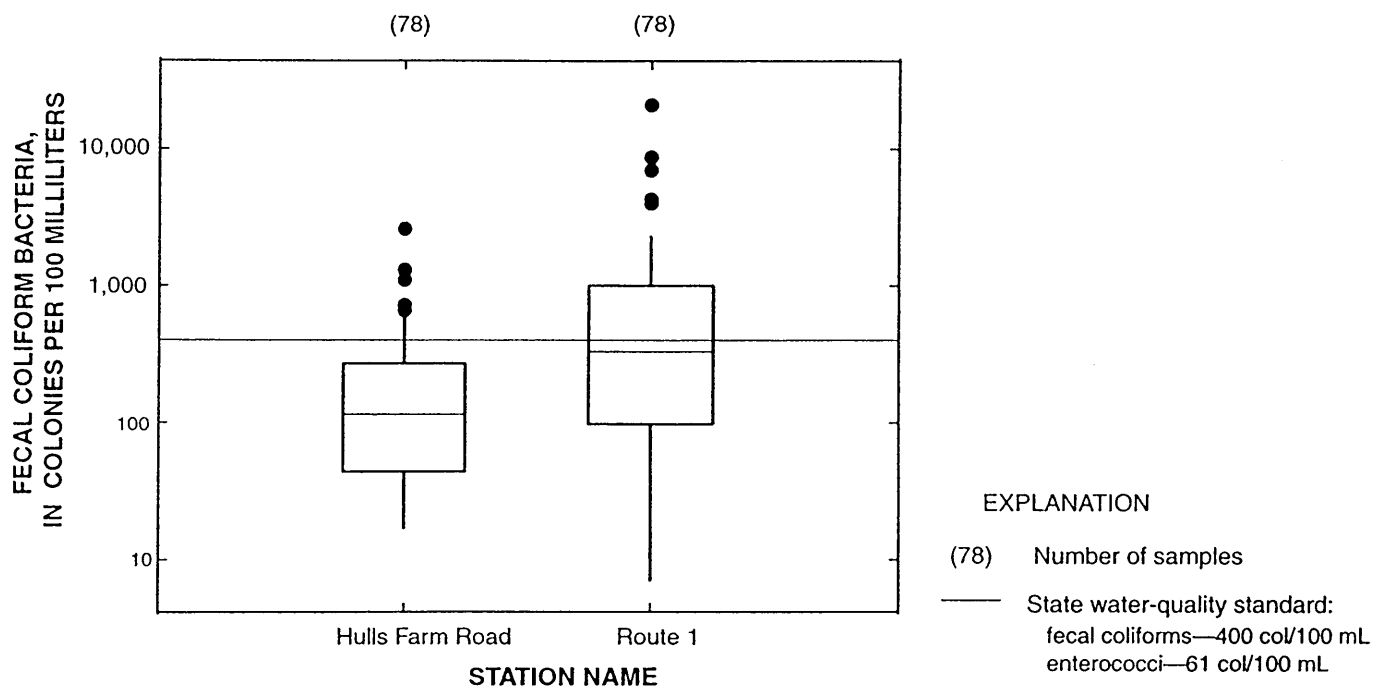 (78)
(78)
FECAL COLIFORM BACTERIA,
IN COLONIES PER 100 MILLILITERS
10,000
1,000
100
10
Hulls Farm Road
Route 1
STATION NAME
EXPLANATION
(78) Number of samples
State water-quality standard:
fecal coliforms—400 col/100 mL
enterococci—61 col/100 mL